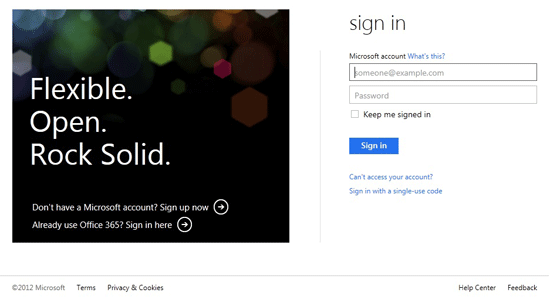 Flexible.
Open.
Rock Solid.
Don't have a Microsoft account? Sign up now
Already use Office 365? Sign in here
sign in
Microsoft account What's this?
someone@example.com
Password
Keep me signed in
Sign in
Can't access your account?
Sign in with a single-use code
©2012 Microsoft Terms Privacy & Cookies Help Center Feedback